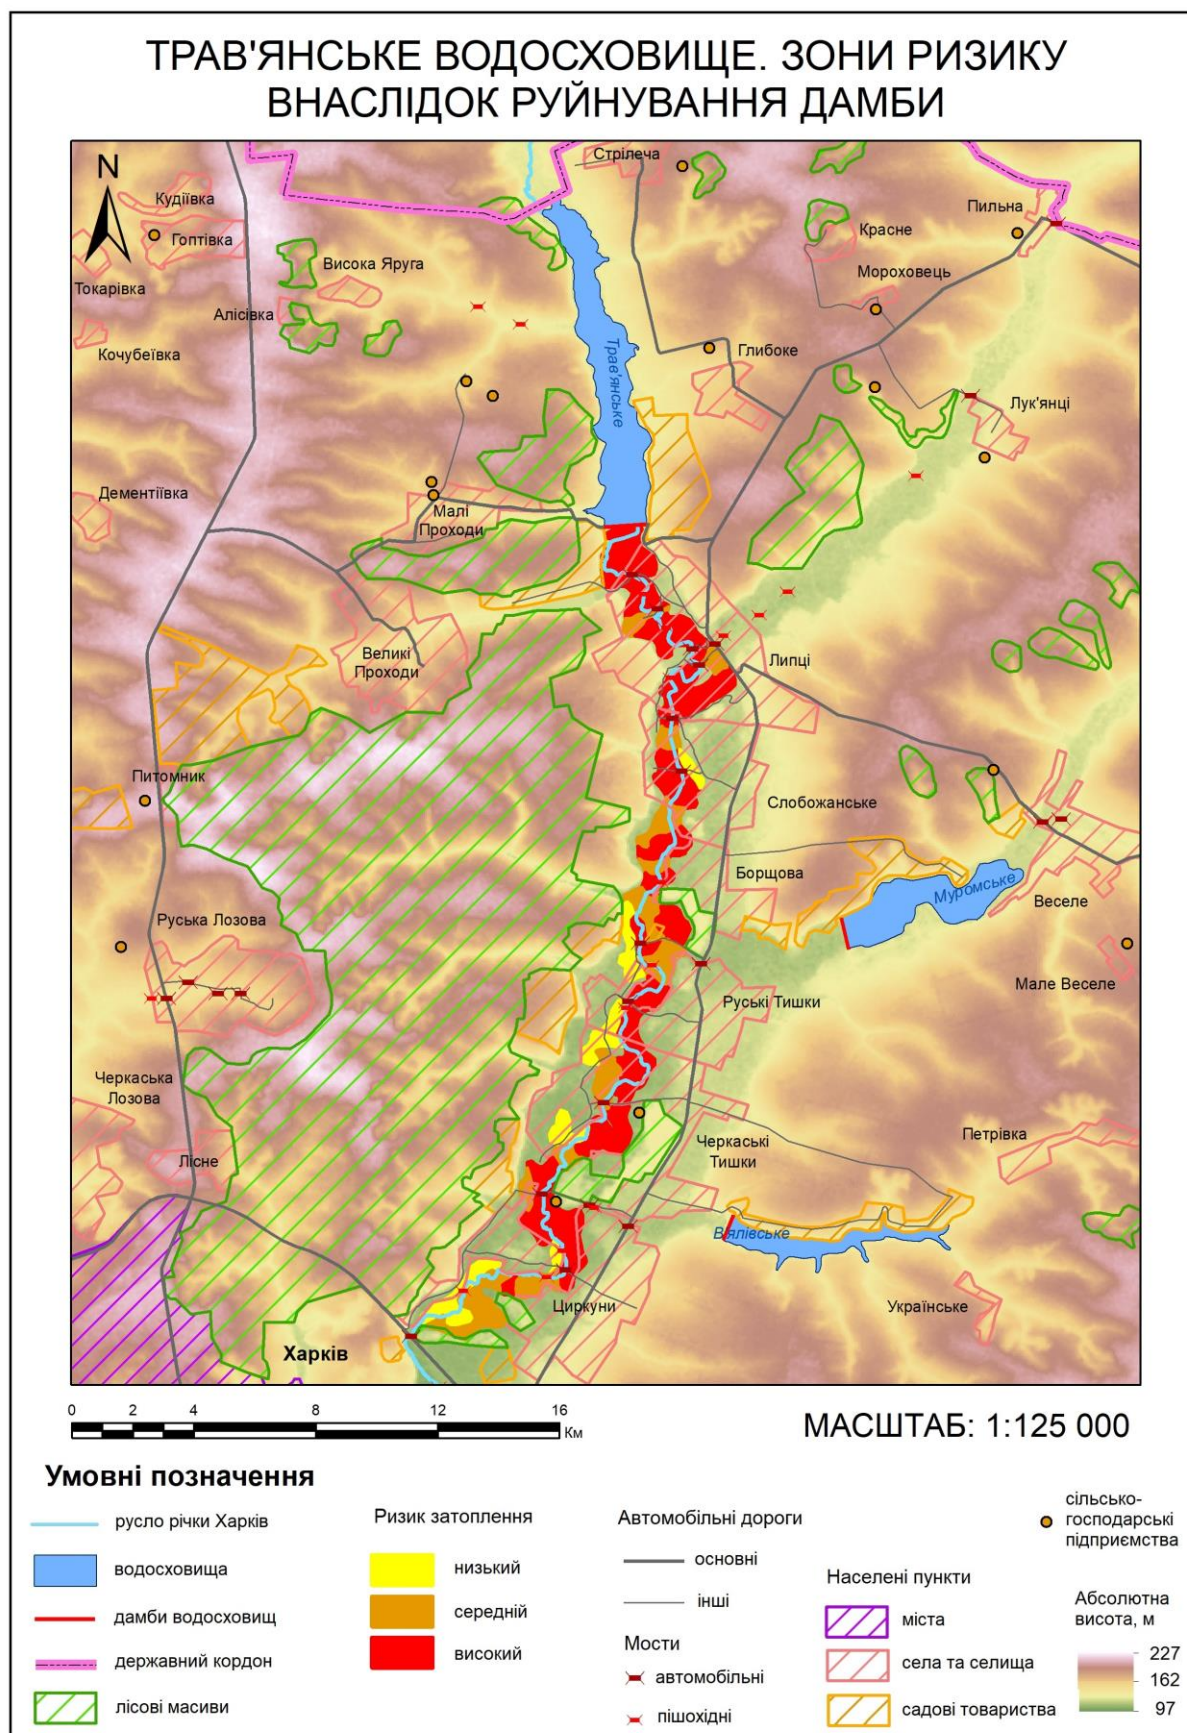 ТРАВ'ЯНСЬКЕ ВОДОСХОВИЩЕ. ЗОНИ РИЗИКУ
ВНАСЛІДОК РУЙНУВАННЯ ДАМБИ
N
Стрілеча
Кудіївка
Пильна
Гоптівка
Красне
Висока Яруга
Мороховець
Токарівка
Алісівка
Кочубеївка
Глибоке
Трав'янське
Лук'янці
Дементіївка
Малі
Проходи
Великі
Проходи
Липці
Питомник
Слобожанське
Борщова
Муромське
Веселе
Руська Лозова
Мале Веселе
Руські Тишки
Черкаська
Лозова
Лісне
Черкаські
Тишки
Петрівка
В'ялівське
Циркуни
Українське
Харків
0 2 4 8 12 16
Км
МАСШТАБ: 1:125 000
Умовні позначення
русло річки Харків
водосховища
дамби водосховищ
державний кордон
лісові масиви
Ризик затоплення
низький
середній
високий
Автомобільні дороги
основні
інші
Мости
автомобільні
пішохідні
сільсько-
господарські
підприємства
Населені пункти
міста
села та селища
садові товариства
Абсолютна
висота, м
227
162
97